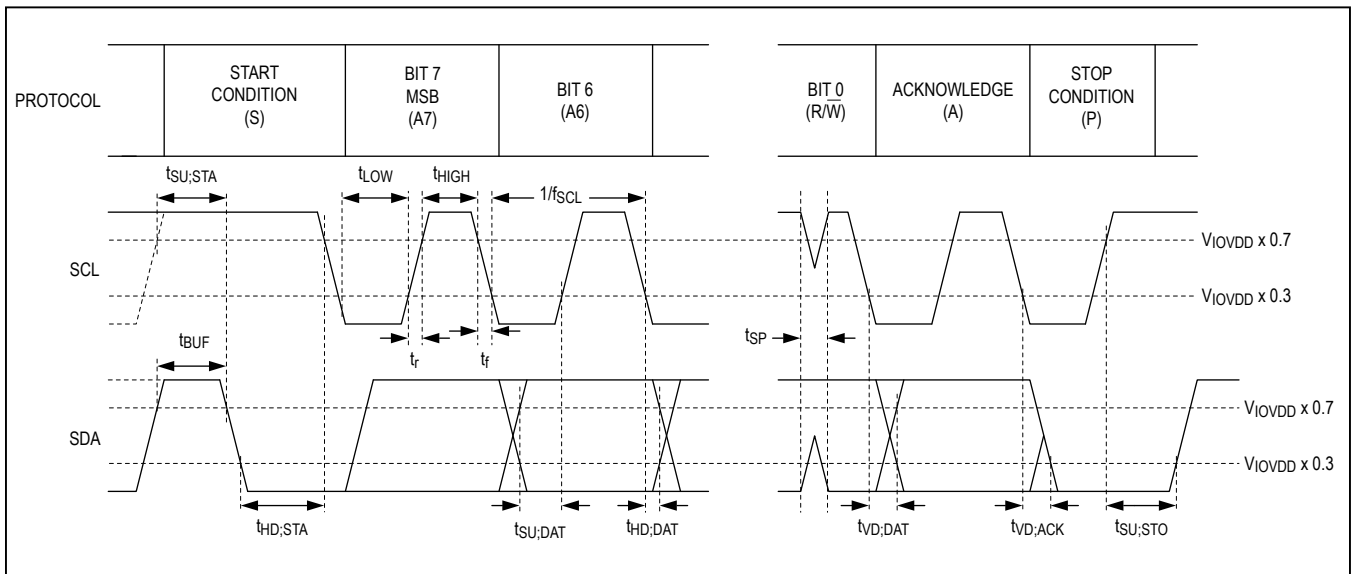 PROTOCOL
START
CONDITION
(S)
BIT 7
MSB
(A7)
BIT 6
(A6)
BIT 0
(R/W̅)
ACKNOWLEDGE
(A)
STOP
CONDITION
(P)
tSU;STA
tLOW
tHIGH
1/fSCL
SCL
VIOVDD x 0.7
VIOVDD x 0.3
tBUF
tr
tf
tSP
SDA
VIOVDD x 0.7
VIOVDD x 0.3
tHD;STA
tSU;DAT
tHD;DAT
tVD;DAT
tVD;ACK
tSU;STO